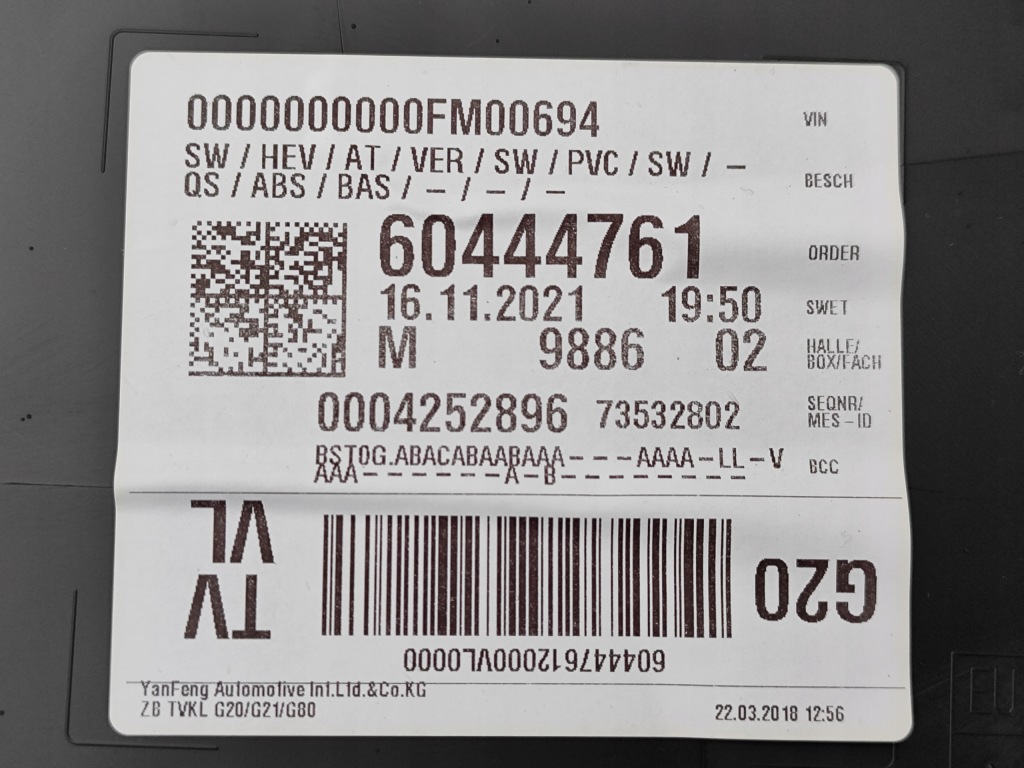 0000000000FM00694 VIN
SW / HEV / AT / VER / SW / PVC / SW / –
QS / ABS / BAS / – / – / – BESCH
60444761 ORDER
16.11.2021 19:50 SWET
M 9886 02 HALLE/
BOX/FACH
0004252896 73532802 SEQNR/
MES-ID
BST0G.ABACABAABAAA---AAAA-LL-V
AAA------A-B-------- BCC
TV
VL
G20
604447612000VL0000
YanFeng Automotive Int.Ltd.&Co.KG
ZB TVKL G20/G21/G80 22.03.2018 12:56